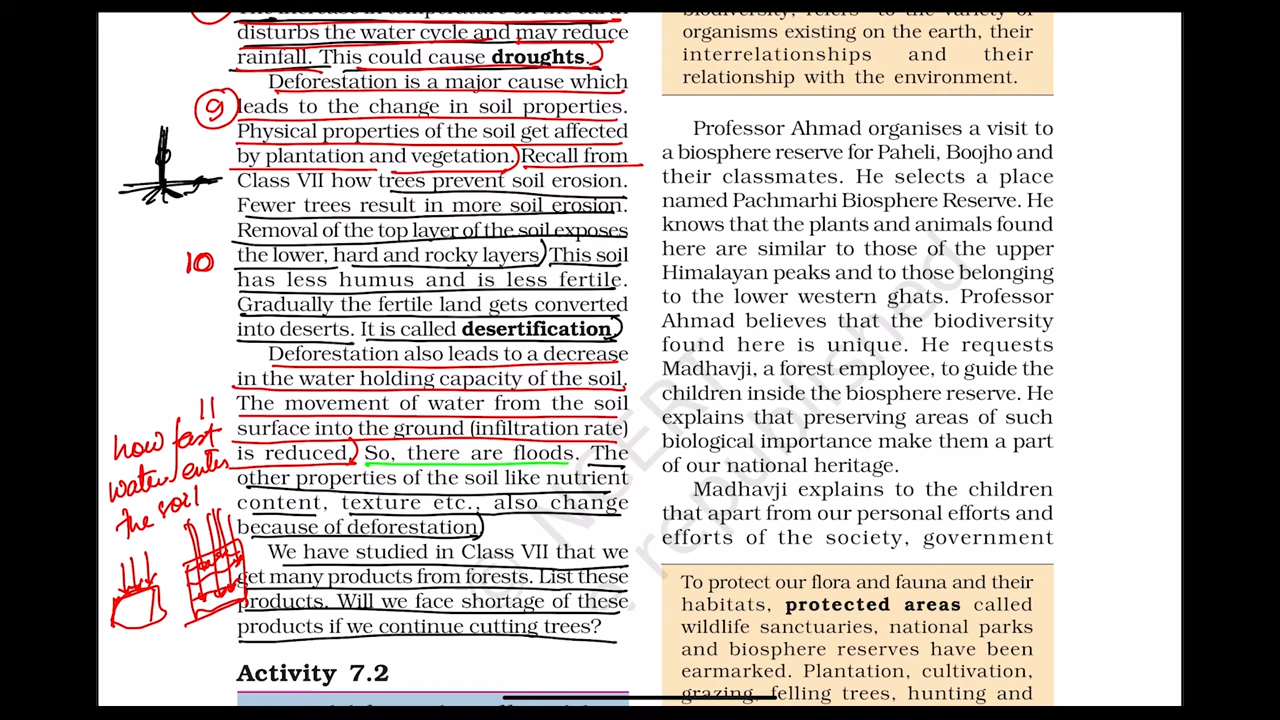 The increase in temperature on the earth
disturbs the water cycle and may reduce
rainfall. This could cause droughts.
Deforestation is a major cause which
leads to the change in soil properties.
Physical properties of the soil get affected
by plantation and vegetation. Recall from
Class VII how trees prevent soil erosion.
Fewer trees result in more soil erosion.
Removal of the top layer of the soil exposes
the lower, hard and rocky layers. This soil
has less humus and is less fertile.
Gradually the fertile land gets converted
into deserts. It is called desertification.
Deforestation also leads to a decrease
in the water holding capacity of the soil.
The movement of water from the soil
surface into the ground (infiltration rate)
is reduced. So, there are floods. The
other properties of the soil like nutrient
content, texture etc., also change
because of deforestation.
We have studied in Class VII that we
get many products from forests. List these
products. Will we face shortage of these
products if we continue cutting trees?
Activity 7.2
9
10
11
how fast
water enters
the soil
biodiversity, refers to the variety of
organisms existing on the earth, their
interrelationships and their
relationship with the environment.
Professor Ahmad organises a visit to
a biosphere reserve for Paheli, Boojho and
their classmates. He selects a place
named Pachmarhi Biosphere Reserve. He
knows that the plants and animals found
here are similar to those of the upper
Himalayan peaks and to those belonging
to the lower western ghats. Professor
Ahmad believes that the biodiversity
found here is unique. He requests
Madhavji, a forest employee, to guide the
children inside the biosphere reserve. He
explains that preserving areas of such
biological importance make them a part
of our national heritage.
Madhavji explains to the children
that apart from our personal efforts and
efforts of the society, government
To protect our flora and fauna and their
habitats, protected areas called
wildlife sanctuaries, national parks
and biosphere reserves have been
earmarked. Plantation, cultivation,
grazing, felling trees, hunting and
© NCERT
republished